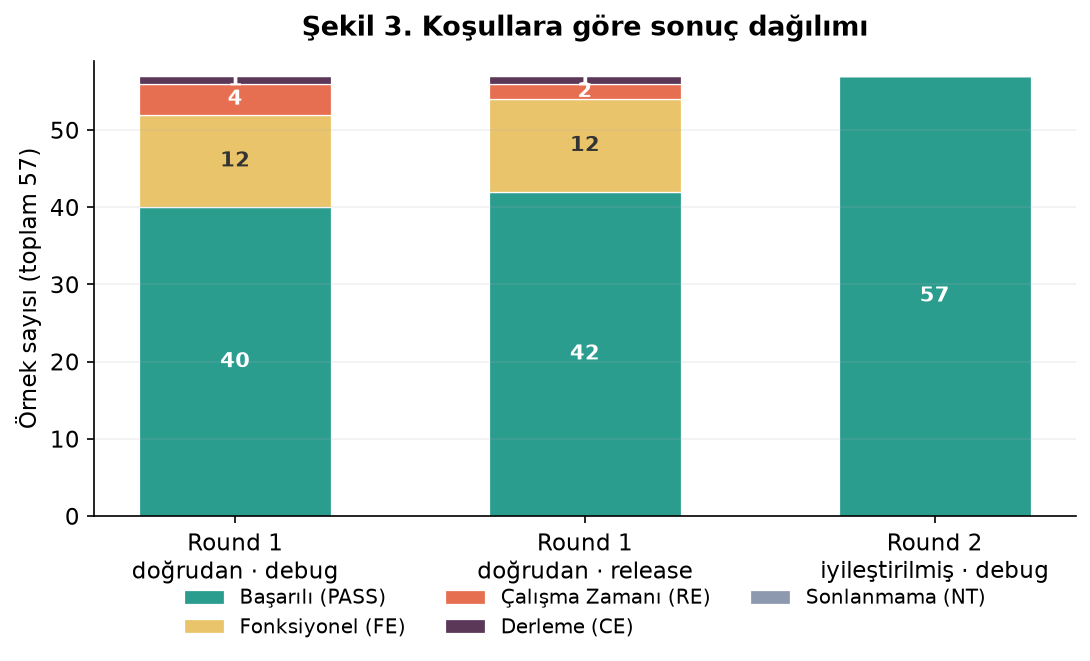 Şekil 3. Koşullara göre sonuç dağılımı
Örnek sayısı (toplam 57)
50
40
30
20
10
0
1
4
12
40
1
2
12
42
57
Round 1
doğrudan · debug
Round 1
doğrudan · release
Round 2
iyileştirilmiş · debug
Başarılı (PASS)
Fonksiyonel (FE)
Çalışma Zamanı (RE)
Derleme (CE)
Sonlanmama (NT)